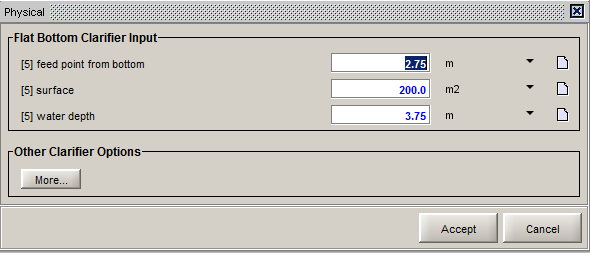 Physical
Flat Bottom Clarifier Input
[5] feed point from bottom 2.75 m
[5] surface 200.0 m2
[5] water depth 3.75 m
Other Clarifier Options
More...
Accept Cancel